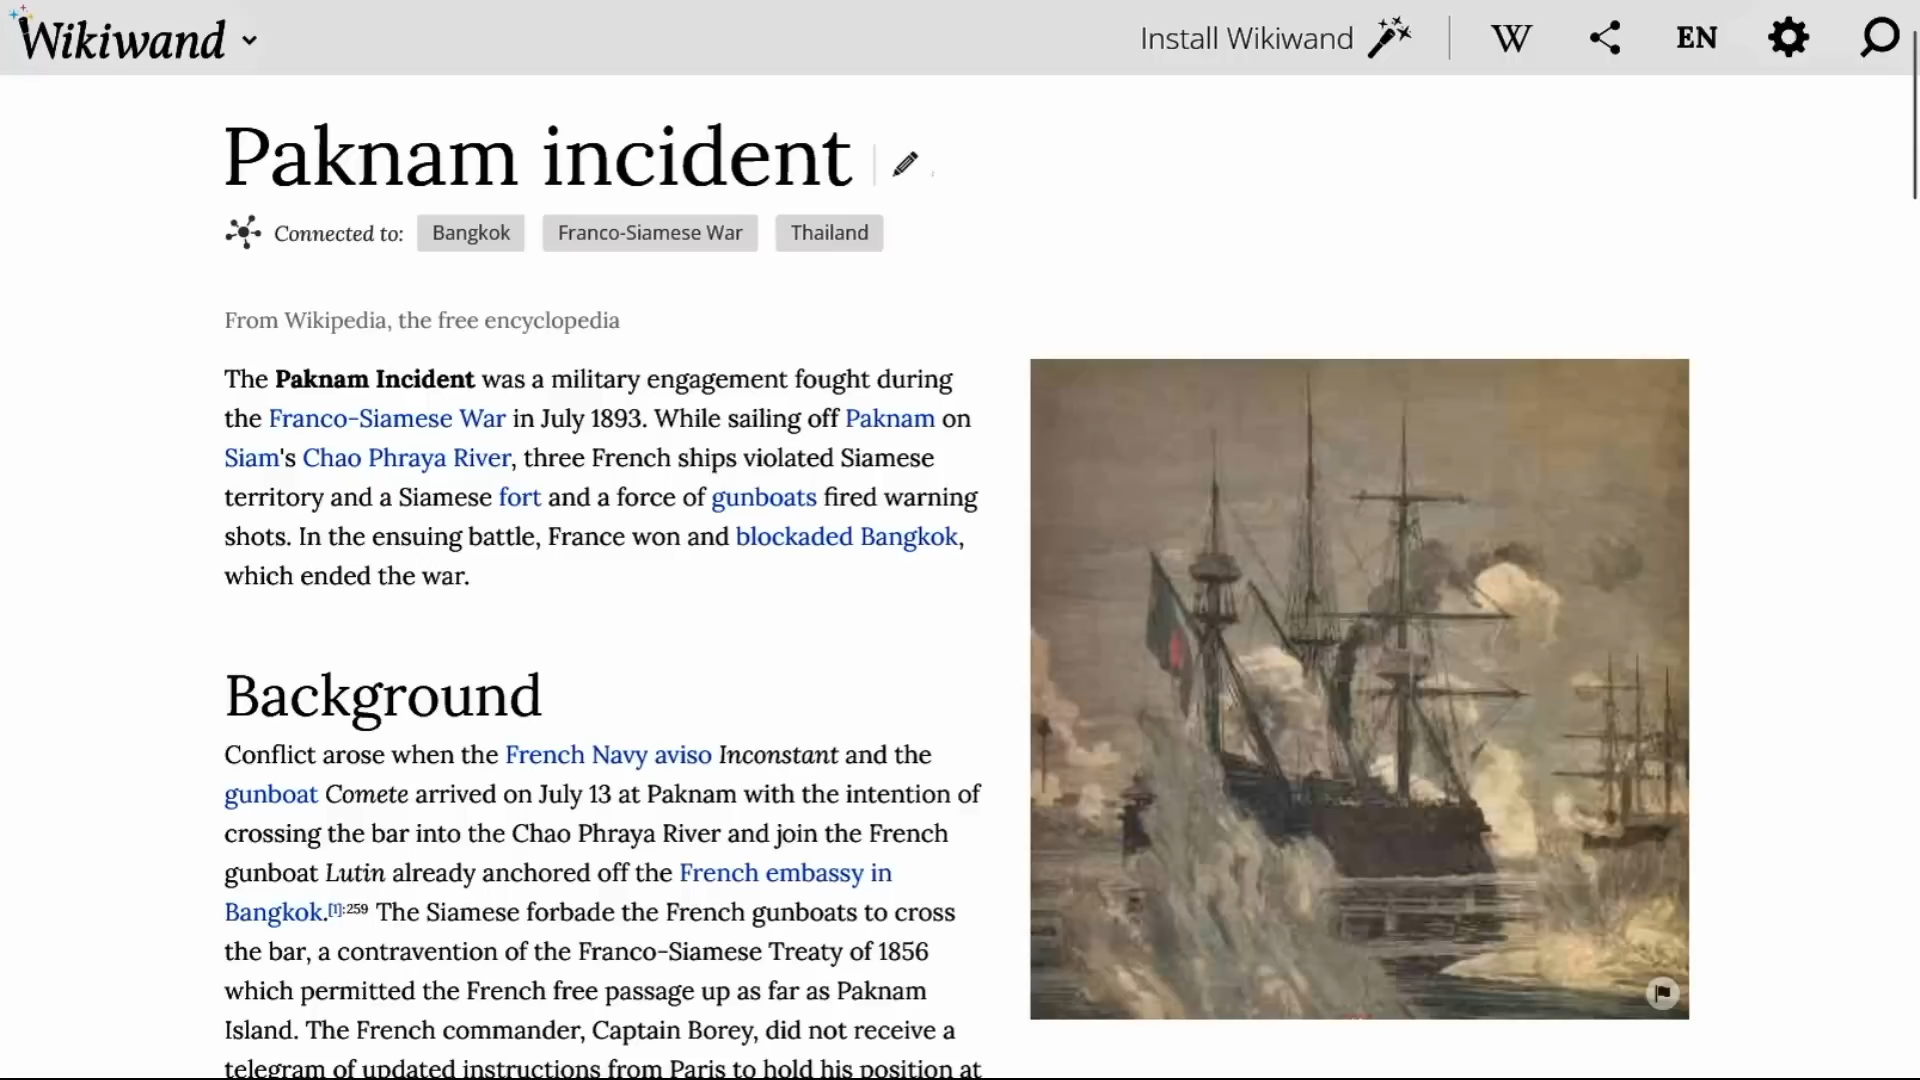 Wikiwand
Install Wikiwand
W
EN
Paknam incident
Connected to: Bangkok Franco-Siamese War Thailand
From Wikipedia, the free encyclopedia
The Paknam Incident was a military engagement fought during
the Franco-Siamese War in July 1893. While sailing off Paknam on
Siam's Chao Phraya River, three French ships violated Siamese
territory and a Siamese fort and a force of gunboats fired warning
shots. In the ensuing battle, France won and blockaded Bangkok,
which ended the war.
Background
Conflict arose when the French Navy aviso Inconstant and the
gunboat Comete arrived on July 13 at Paknam with the intention of
crossing the bar into the Chao Phraya River and join the French
gunboat Lutin already anchored off the French embassy in
Bangkok.[1]:259 The Siamese forbade the French gunboats to cross
the bar, a contravention of the Franco-Siamese Treaty of 1856
which permitted the French free passage up as far as Paknam
Island. The French commander, Captain Borey, did not receive a
telegram of updated instructions from Paris to hold his position at